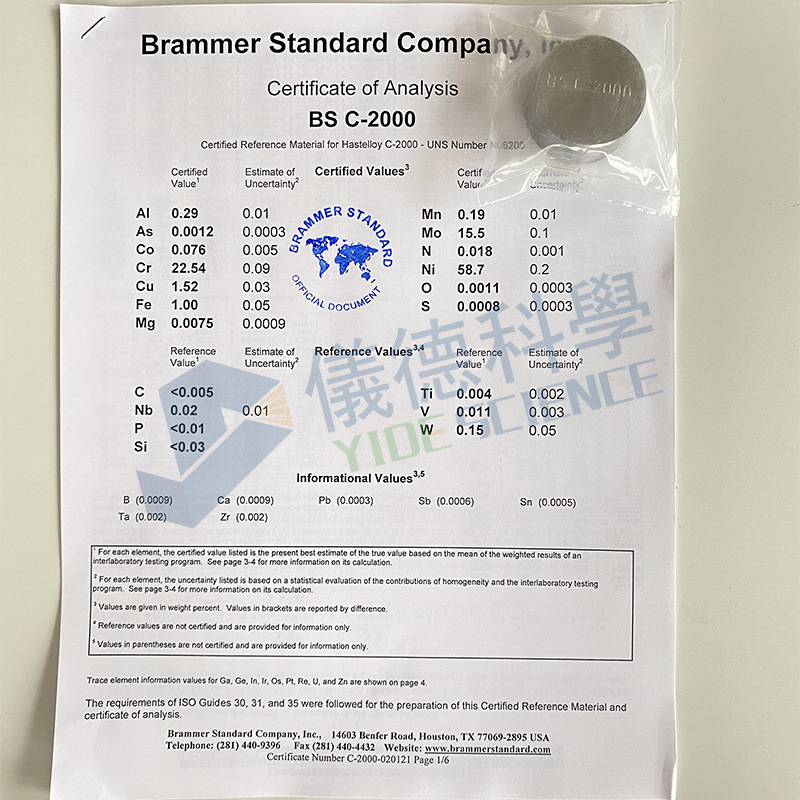 Brammer Standard Company,
Certificate of Analysis
BS C-2000
BS C-2000
Certified Reference Material for Hastelloy C-2000 - UNS Number N06200
Certified Value1 Estimate of Uncertainty2 Certified Values3 Uncertainty2
Al 0.29 0.01 Mn 0.19 0.01
As 0.0012 0.0003 Mo 15.5 0.1
Co 0.076 0.005 N 0.018 0.001
Cr 22.54 0.09 Ni 58.7 0.2
Cu 1.52 0.03 O 0.0011 0.0003
Fe 1.00 0.05 S 0.0008 0.0003
Mg 0.0075 0.0009
BRAMMER STANDARD
OFFICIAL DOCUMENT
Reference Value1 Estimate of Uncertainty2 Reference Values3,4 Reference Value1 Estimate of Uncertainty2
C <0.005 Ti 0.004 0.002
Nb 0.02 0.01 V 0.011 0.003
P <0.01 W 0.15 0.05
Si <0.03
儀德科學
YIDE SCIENCE
Informational Values3,5
B (0.0009) Ca (0.0009) Pb (0.0003) Sb (0.0006) Sn (0.0005)
Ta (0.002) Zr (0.002)
1 For each element, the certified value listed is the present best estimate of the true value based on the mean of the weighted results of an
interlaboratory testing program. See page 3-4 for more information on its calculation.
2 For each element, the uncertainty listed is based on a statistical evaluation of the contributions of homogeneity and the interlaboratory testing
program. See page 3-4 for more information on its calculation.
3 Values are given in weight percent. Values in brackets are reported by difference.
4 Reference values are not certified and are provided for information only.
5 Values in parentheses are not certified and are provided for information only.
Trace element information values for Ga, Ge, In, Ir, Os, Pt, Re, U, and Zn are shown on page 4.
The requirements of ISO Guides 30, 31, and 35 were followed for the preparation of this Certified Reference Material and
certificate of analysis.
Brammer Standard Company, Inc., 14603 Benfer Road, Houston, TX 77069-2895 USA
Telephone: (281) 440-9396 Fax (281) 440-4432 Website: www.brammerstandard.com
Certificate Number C-2000-020121 Page 1/6